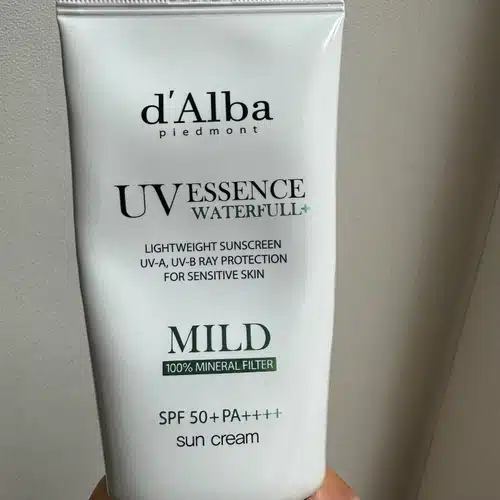 d'Alba
piedmont
UV ESSENCE
WATERFULL+
LIGHTWEIGHT SUNSCREEN
UV-A, UV-B RAY PROTECTION
FOR SENSITIVE SKIN
MILD
100% MINERAL FILTER
SPF 50+ PA++++
sun cream